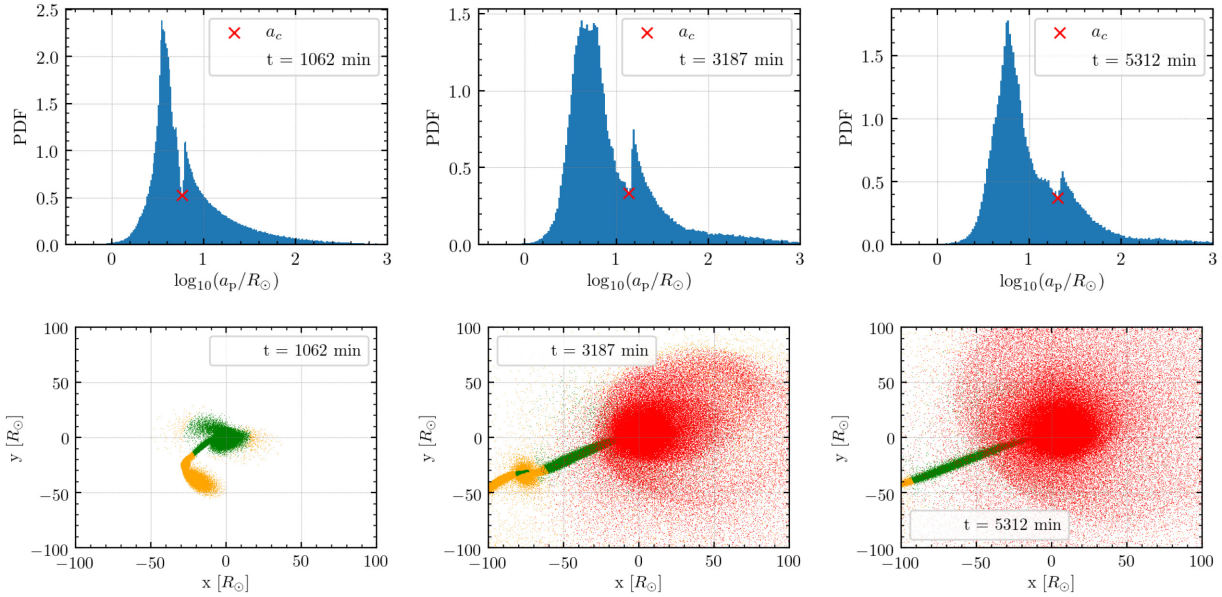 2.5
2.0
1.5
1.0
0.5
0.0
PDF
0
1
2
3
log₁₀(aₚ/R⊙)
× a_c
t = 1062 min
1.5
1.0
0.5
0.0
PDF
0
1
2
3
log₁₀(aₚ/R⊙)
× a_c
t = 3187 min
1.5
1.0
0.5
0.0
PDF
0
1
2
3
log₁₀(aₚ/R⊙)
× a_c
t = 5312 min
100
50
0
−50
−100
y [R⊙]
−100
−50
0
50
100
x [R⊙]
t = 1062 min
100
50
0
−50
−100
y [R⊙]
−100
−50
0
50
100
x [R⊙]
t = 3187 min
100
50
0
−50
−100
y [R⊙]
−100
−50
0
50
100
x [R⊙]
t = 5312 min